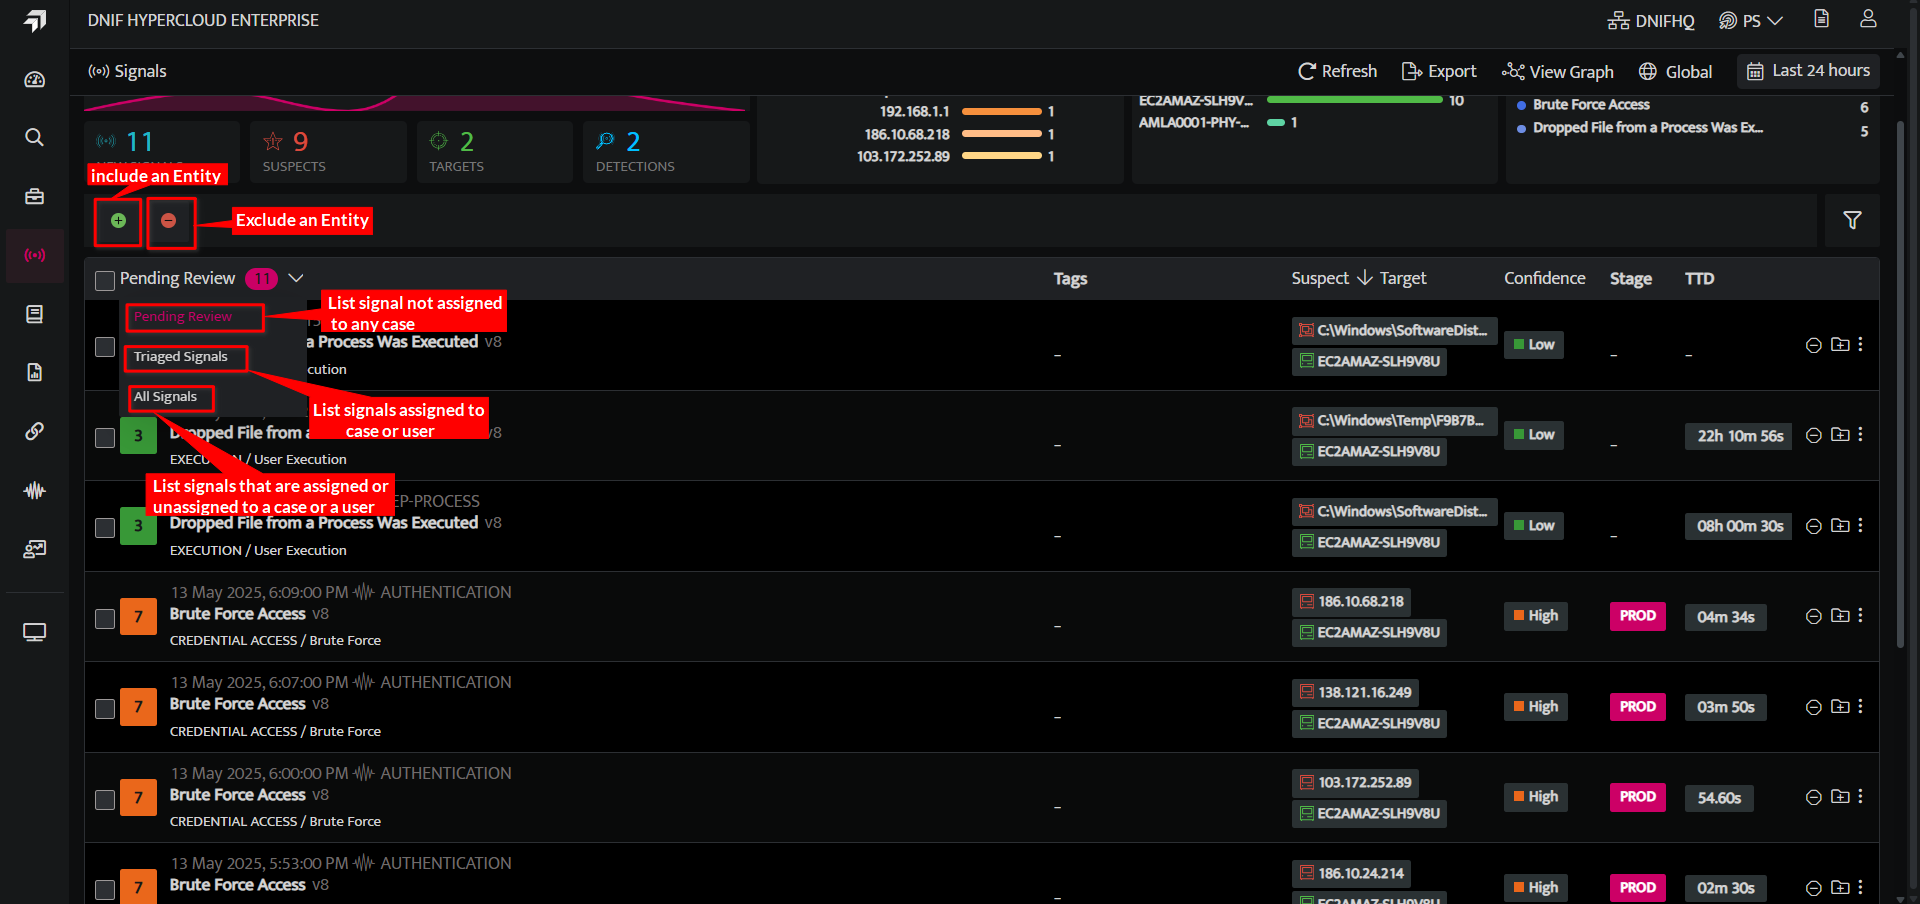 DNIF HYPERCLOUD ENTERPRISE
DNIFHQ
PS
Signals
Refresh
Export
View Graph
Global
Last 24 hours
192.168.1.1 1
186.10.68.218 1
103.172.252.89 1
EC2AMAZ-SLH9V... 10
AMLA0001-PHY-... 1
Brute Force Access 6
Dropped File from a Process Was Ex... 5
11
9
SUSPECTS
2
TARGETS
2
DETECTIONS
include an Entity
Exclude an Entity
Pending Review 11
Tags
Suspect
Target
Confidence
Stage
TTD
Pending Review
Triaged Signals
All Signals
List signal not assigned
to any case
List signals assigned to
case or user
List signals that are assigned or
unassigned to a case or a user
a Process Was Executed v8
cution
–
C:\Windows\SoftwareDist...
EC2AMAZ-SLH9V8U
Low
–
–
3
Dropped File from a
v8
User Execution
–
C:\Windows\Temp\F9B7B...
EC2AMAZ-SLH9V8U
Low
–
22h 10m 56s
EP-PROCESS
3
Dropped File from a Process Was Executed v8
EXECUTION / User Execution
–
C:\Windows\SoftwareDist...
EC2AMAZ-SLH9V8U
Low
–
08h 00m 30s
13 May 2025, 6:09:00 PM AUTHENTICATION
7
Brute Force Access v8
CREDENTIAL ACCESS / Brute Force
–
186.10.68.218
EC2AMAZ-SLH9V8U
High
PROD
04m 34s
13 May 2025, 6:07:00 PM AUTHENTICATION
7
Brute Force Access v8
CREDENTIAL ACCESS / Brute Force
–
138.121.16.249
EC2AMAZ-SLH9V8U
High
PROD
03m 50s
13 May 2025, 6:00:00 PM AUTHENTICATION
7
Brute Force Access v8
CREDENTIAL ACCESS / Brute Force
–
103.172.252.89
EC2AMAZ-SLH9V8U
High
PROD
54.60s
13 May 2025, 5:53:00 PM AUTHENTICATION
7
Brute Force Access v8
–
186.10.24.214
EC2AMAZ-SLH9V8U
High
PROD
02m 30s